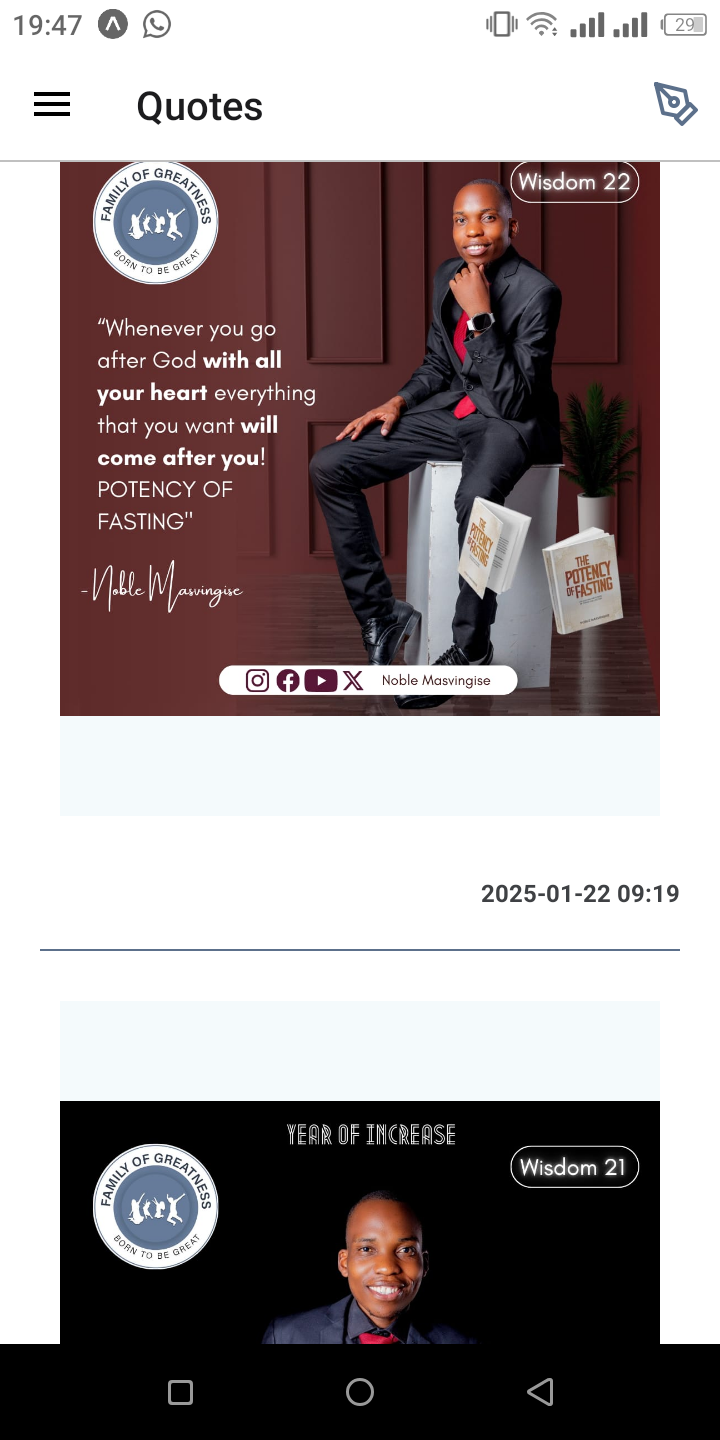 19:47
29
Quotes
FAMILY OF GREATNESS
BORN TO BE GREAT
Wisdom 22
“Whenever you go
after God with all
your heart everything
that you want will
come after you!
POTENCY OF
FASTING"
-Noble Masvingise
THE
POTENCY
OF FASTING
THE
POTENCY
OF FASTING
Noble Masvingise
2025-01-22 09:19
YEAR OF INCREASE
FAMILY OF GREATNESS
BORN TO BE GREAT
Wisdom 21